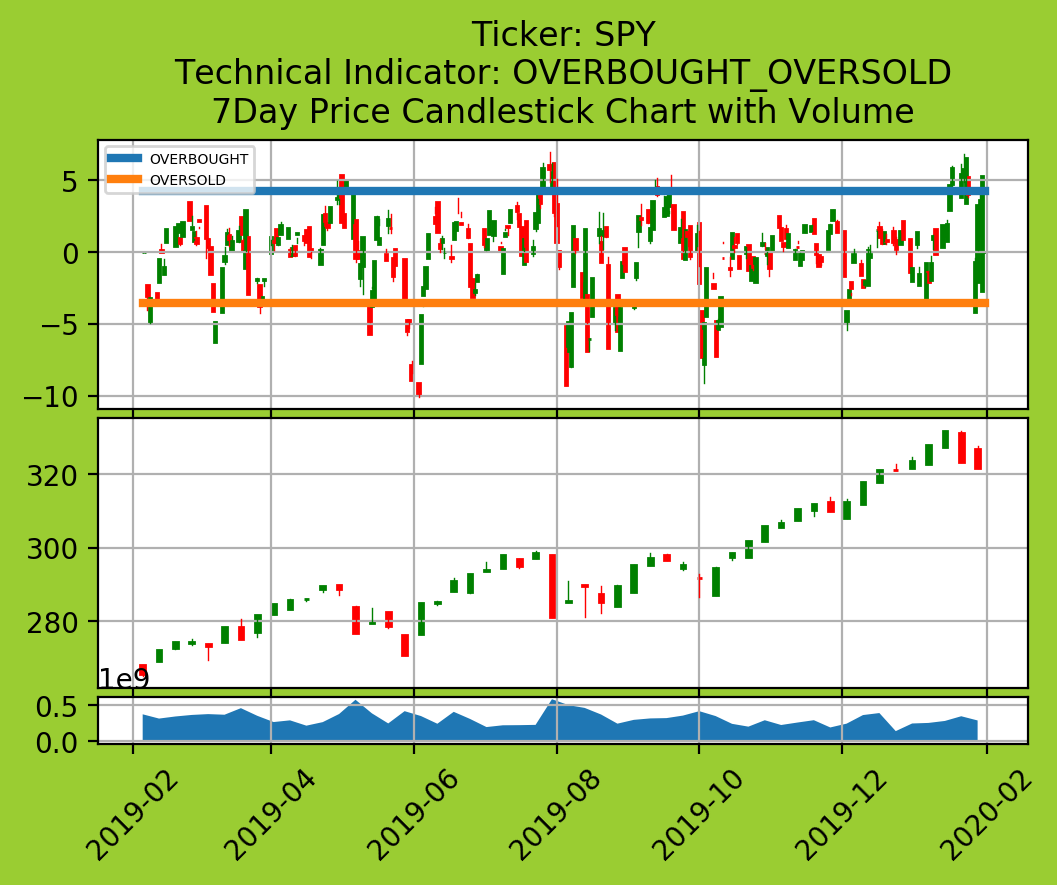 Ticker: SPY
Technical Indicator: OVERBOUGHT_OVERSOLD
7Day Price Candlestick Chart with Volume
OVERBOUGHT
OVERSOLD
5
0
−5
−10
320
300
280
1e9
0.5
0.0
2019-02
2019-04
2019-06
2019-08
2019-10
2019-12
2020-02